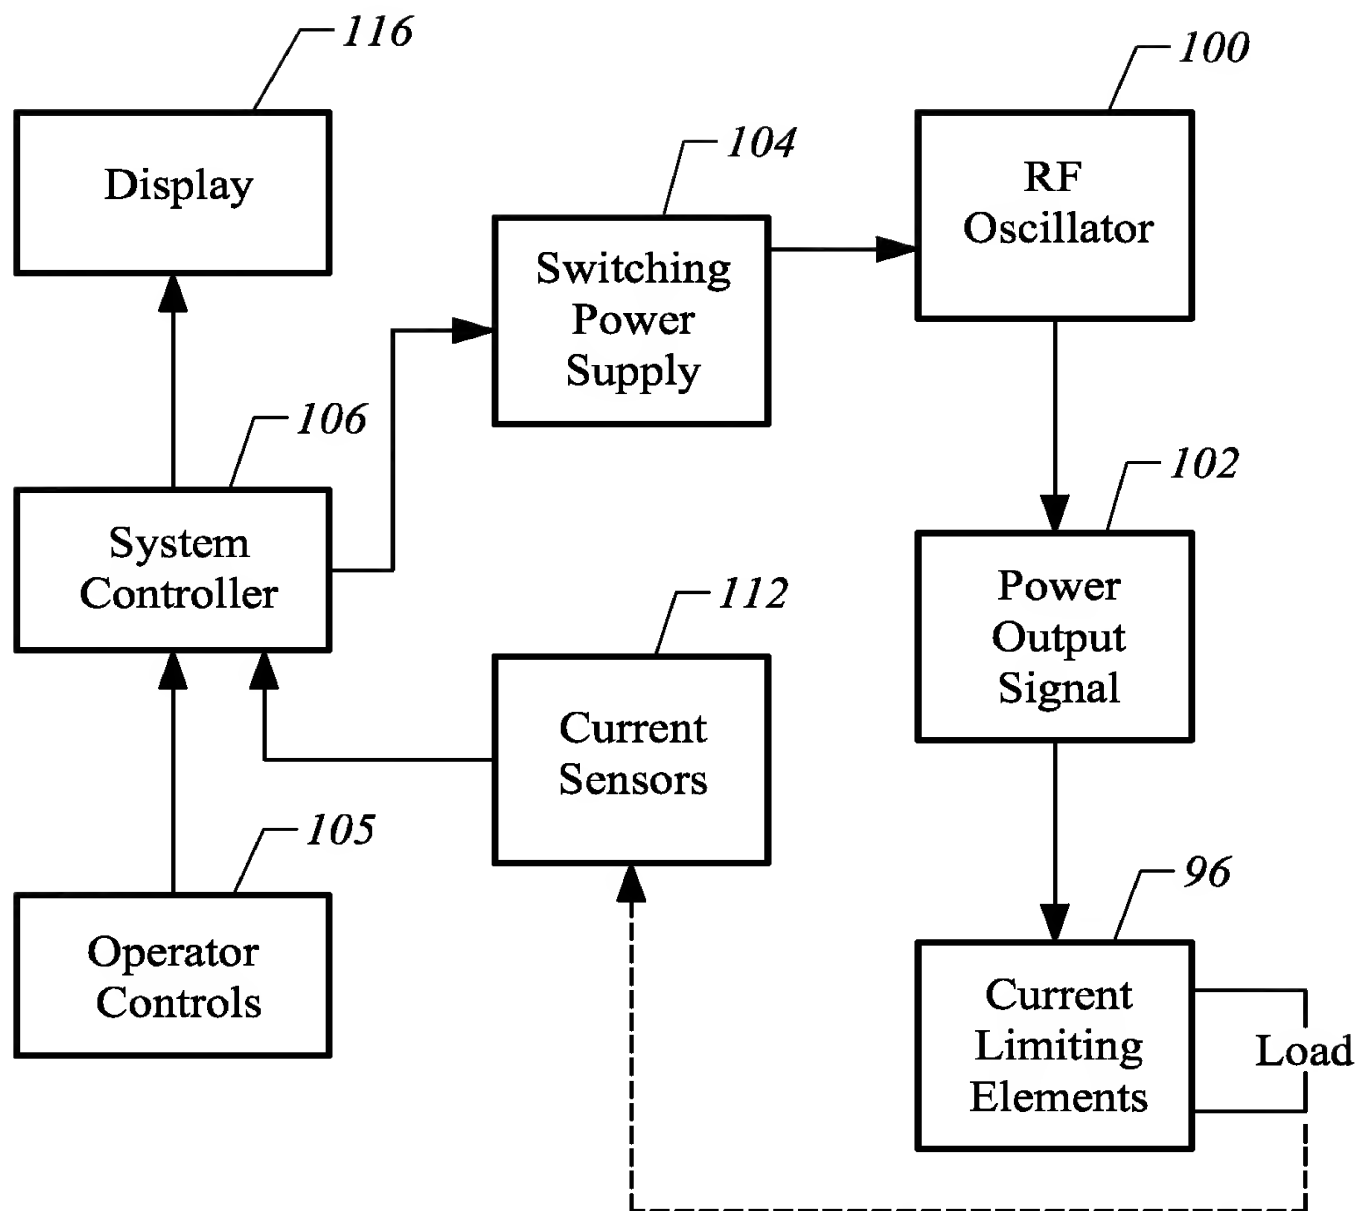 116
Display
104
Switching
Power
Supply
100
RF
Oscillator
106
System
Controller
102
Power
Output
Signal
112
Current
Sensors
105
Operator
Controls
96
Current
Limiting
Elements
Load